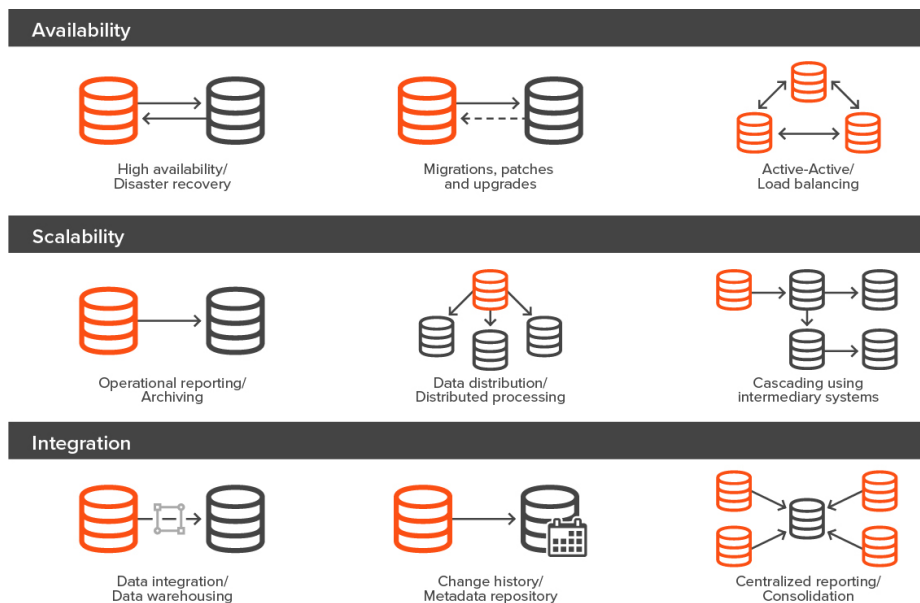 Availability
High availability/
Disaster recovery
Migrations, patches
and upgrades
Active-Active/
Load balancing
Scalability
Operational reporting/
Archiving
Data distribution/
Distributed processing
Cascading using
intermediary systems
Integration
Data integration/
Data warehousing
Change history/
Metadata repository
Centralized reporting/
Consolidation